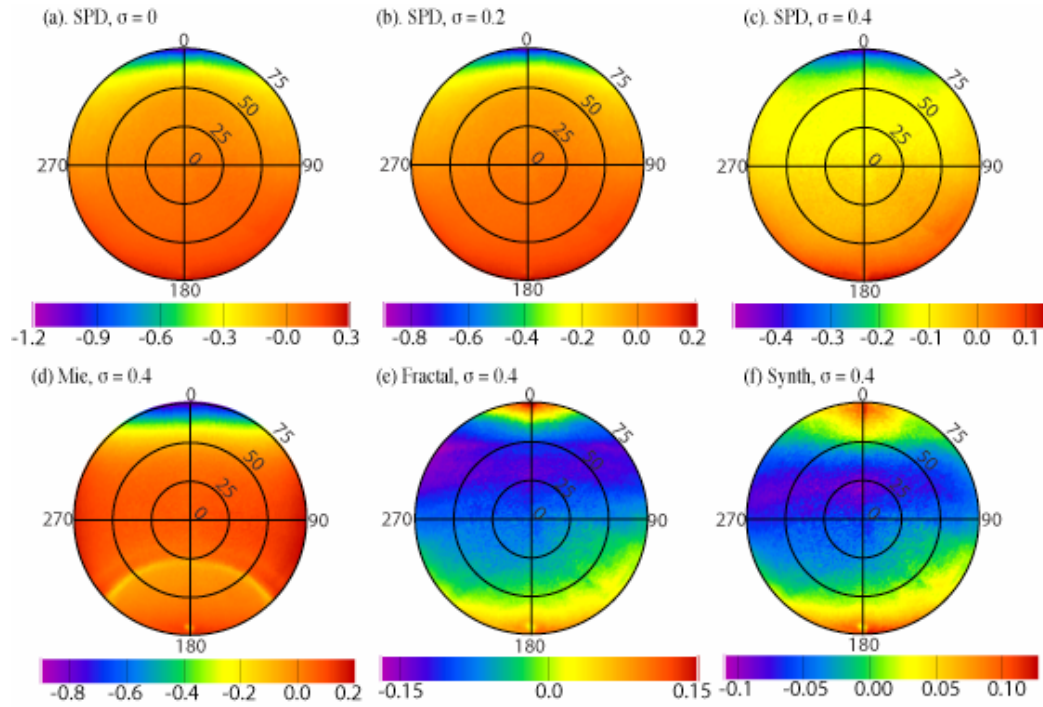 (a). SPD, σ = 0
(b). SPD, σ = 0.2
(c). SPD, σ = 0.4
0 75 50 25 0 270 90 180
0 75 50 25 0 270 90 180
0 75 50 25 0 270 90 180
-1.2 -0.9 -0.6 -0.3 -0.0 0.3
-0.8 -0.6 -0.4 -0.2 -0.0 0.2
-0.4 -0.3 -0.2 -0.1 0.0 0.1
(d) Mie, σ = 0.4
(e) Fractal, σ = 0.4
(f) Synth, σ = 0.4
0 75 50 25 0 270 90 180
0 75 50 25 0 270 90 180
0 75 50 25 0 270 90 180
-0.8 -0.6 -0.4 -0.2 -0.0 0.2
-0.15 0.0 0.15
-0.1 -0.05 0.00 0.05 0.10